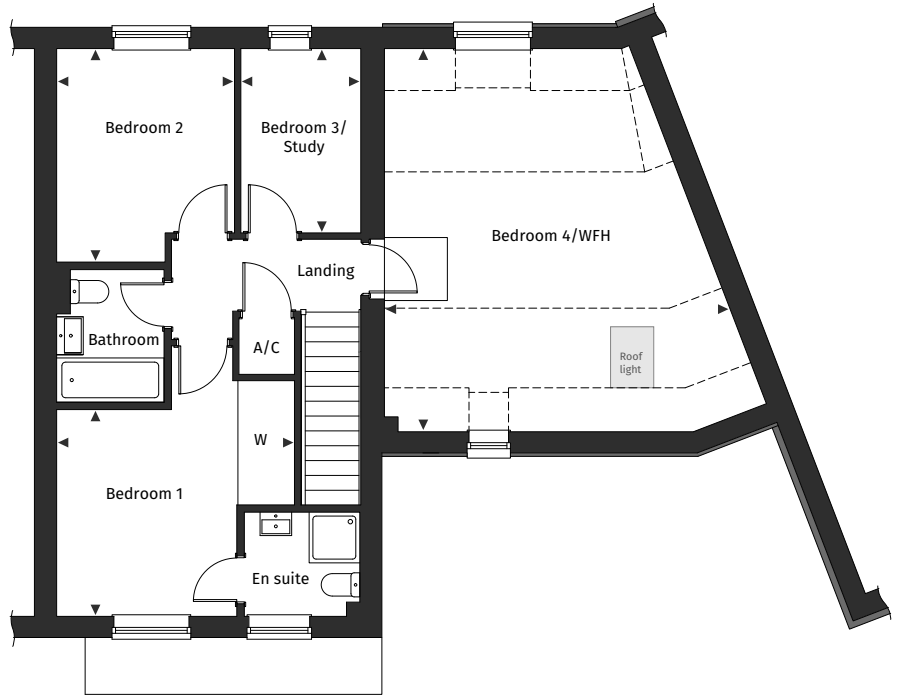 Bedroom 2
Bedroom 3/
Study
Bedroom 4/WFH
Landing
Bathroom
A/C
Roof
light
W
Bedroom 1
En suite